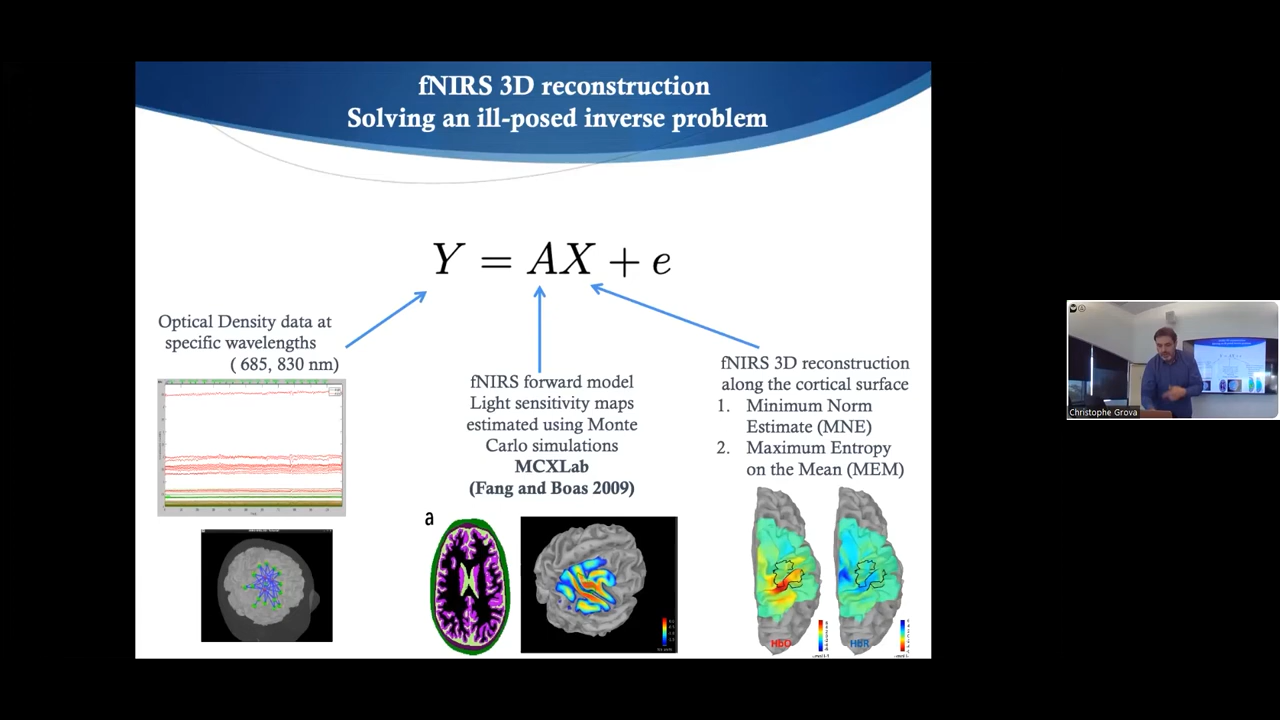 fNIRS 3D reconstruction
Solving an ill-posed inverse problem
Y = AX + e
Optical Density data at
specific wavelengths
( 685, 830 nm)
fNIRS forward model
Light sensitivity maps
estimated using Monte
Carlo simulations
MCXLab
(Fang and Boas 2009)
fNIRS 3D reconstruction
along the cortical surface
1. Minimum Norm
Estimate (MNE)
2. Maximum Entropy
on the Mean (MEM)
a
HbO
HbR
Christophe Grova